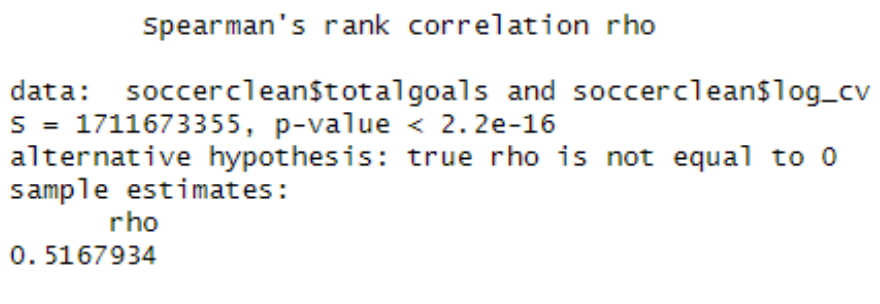 Spearman's rank correlation rho
data: soccerclean$totalgoals and soccerclean$log_cv
S = 1711673355, p-value < 2.2e-16
alternative hypothesis: true rho is not equal to 0
sample estimates:
rho
0.5167934